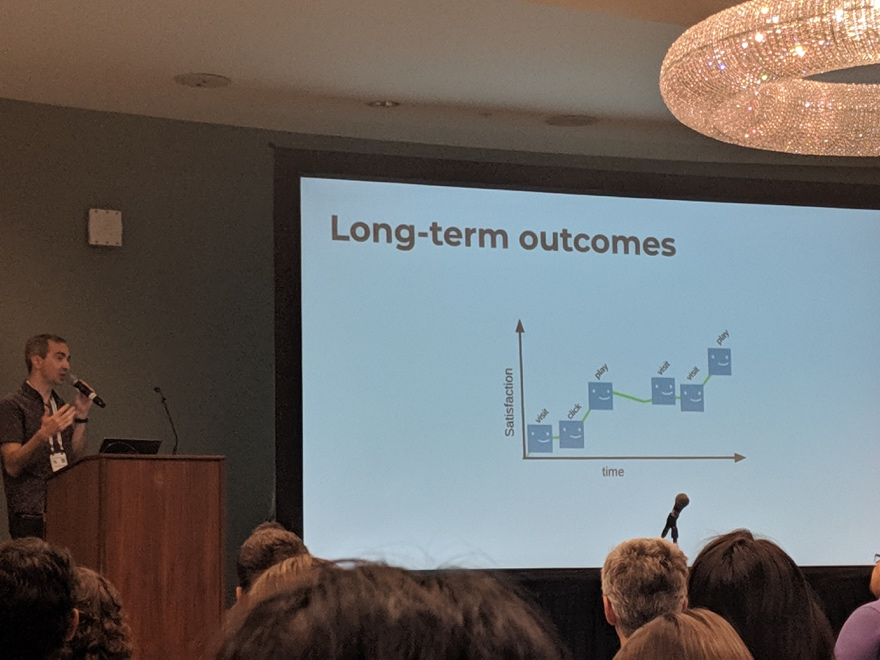 Long-term outcomes
Satisfaction
visit
click
play
visit
visit
play
time